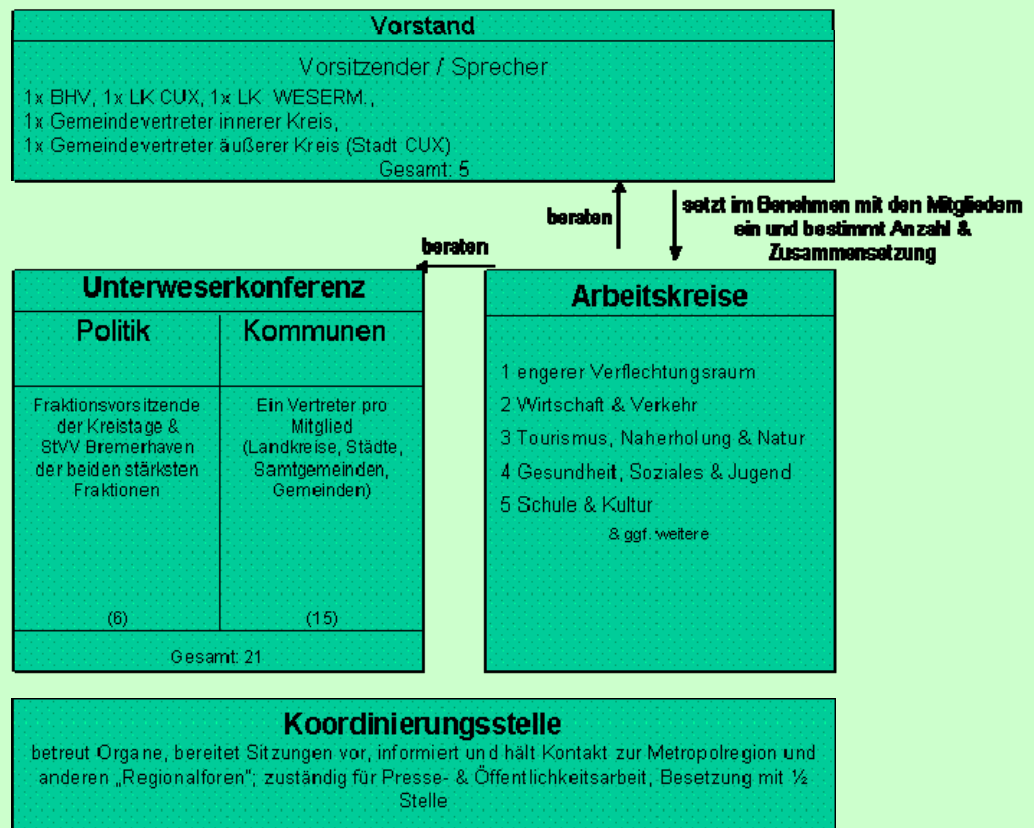 Vorstand
Vorsitzender / Sprecher
1x BHV, 1x LK CUX, 1x LK WESERM.,
1x Gemeindevertreter innerer Kreis,
1x Gemeindevertreter äußerer Kreis (Stadt CUX)
Gesamt: 5
beraten
setzt im Benehmen mit den Mitgliedern
ein und bestimmt Anzahl &
Zusammensetzung
beraten
Unterweserkonferenz
Politik
Kommunen
Fraktionsvorsitzende
der Kreistage &
StVV Bremerhaven
der beiden stärksten
Fraktionen
(6)
Ein Vertreter pro
Mitglied
(Landkreise, Städte,
Samtgemeinden,
Gemeinden)
(15)
Gesamt: 21
Arbeitskreise
1 engerer Verflechtungsraum
2 Wirtschaft & Verkehr
3 Tourismus, Naherholung & Natur
4 Gesundheit, Soziales & Jugend
5 Schule & Kultur
& ggf. weitere
Koordinierungsstelle
betreut Organe, bereitet Sitzungen vor, informiert und hält Kontakt zur Metropolregion und
anderen „Regionalforen"; zuständig für Presse- & Öffentlichkeitsarbeit, Besetzung mit ½
Stelle